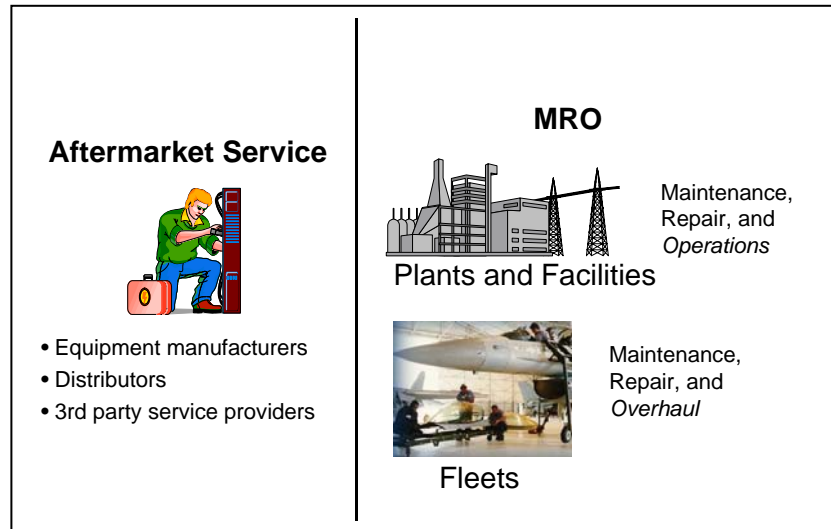 Aftermarket Service
• Equipment manufacturers
• Distributors
• 3rd party service providers
MRO
Maintenance,
Repair, and
Operations
Plants and Facilities
Maintenance,
Repair, and
Overhaul
Fleets